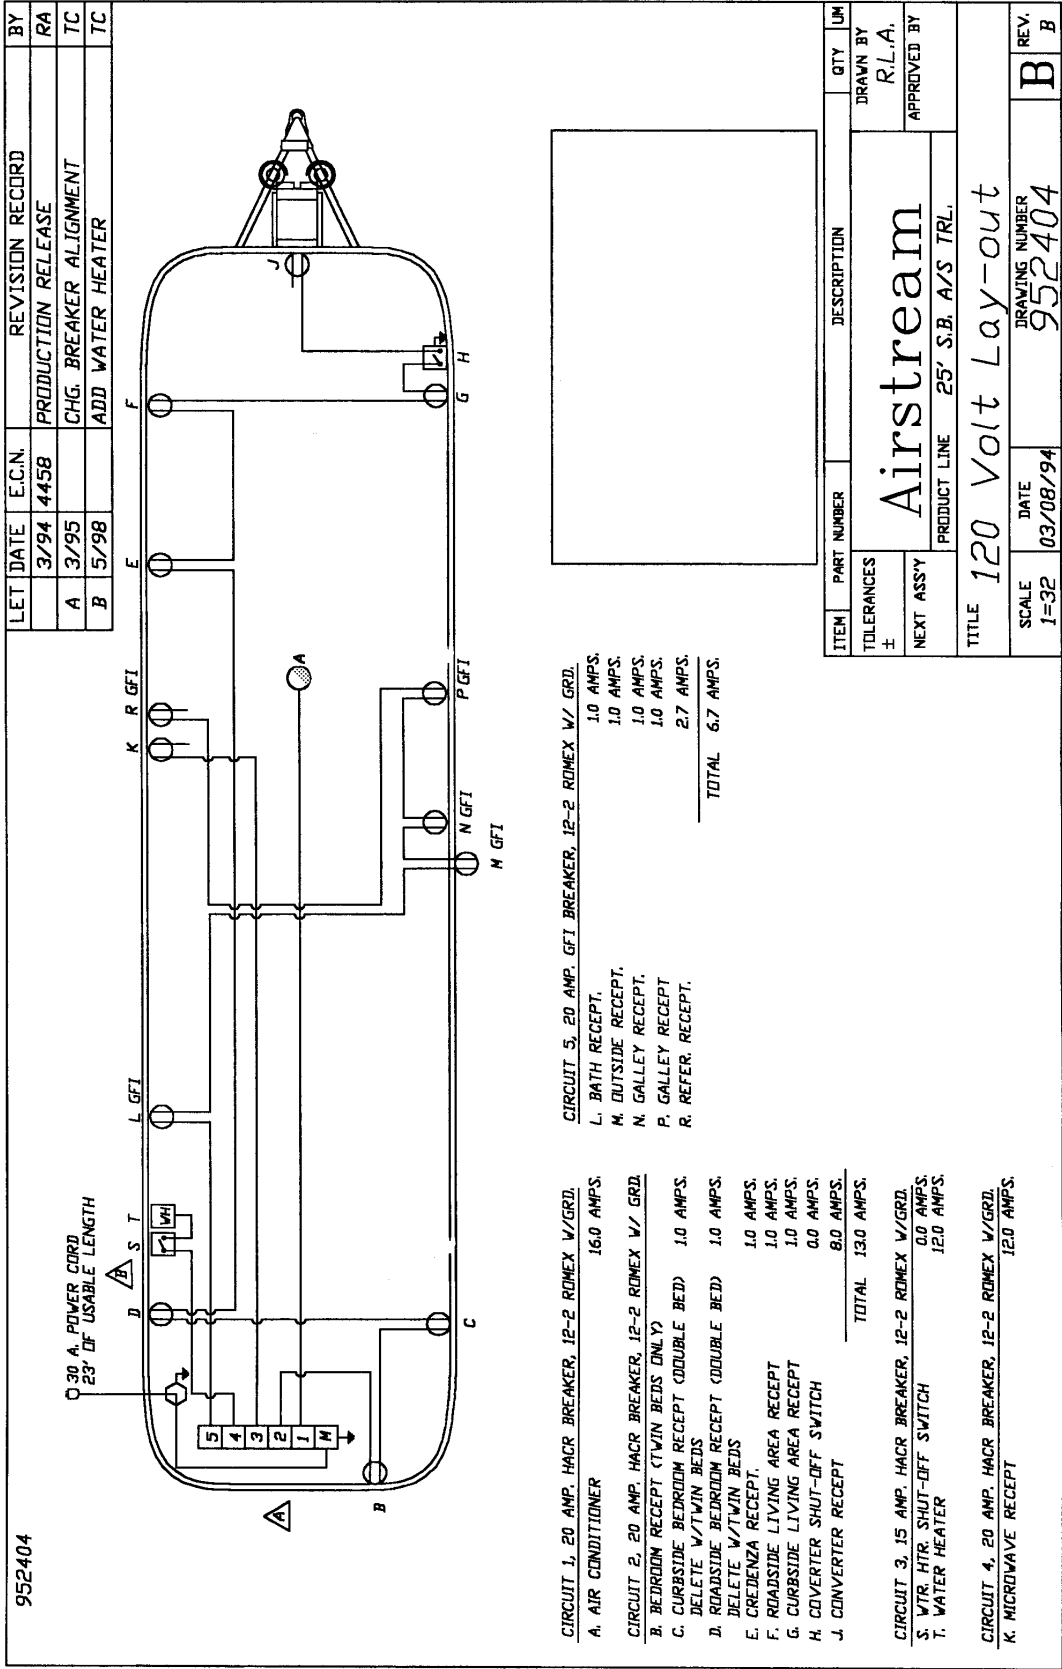 952404
LET DATE E.C.N. REVISION RECORD BY
3/94 4458 PRODUCTION RELEASE RA
A 3/95 CHG. BREAKER ALIGNMENT TC
B 5/98 ADD WATER HEATER TC
30 A. POWER CORD
23' OF USABLE LENGTH
A
B
D S T L GFI K R GFI E F
WH
5
4
3
2
1
M
A
J
B
C
M GFI
N GFI
P GFI
G
H
CIRCUIT 1, 20 AMP. HACR BREAKER, 12-2 ROMEX W/GRD.
A. AIR CONDITIONER 16.0 AMPS.
CIRCUIT 2, 20 AMP. HACR BREAKER, 12-2 ROMEX W/ GRD.
B. BEDROOM RECEPT (TWIN BEDS ONLY)
C. CURBSIDE BEDROOM RECEPT (DOUBLE BED) 1.0 AMPS.
DELETE W/TWIN BEDS
D. ROADSIDE BEDROOM RECEPT (DOUBLE BED) 1.0 AMPS.
DELETE W/TWIN BEDS
E. CREDENZA RECEPT. 1.0 AMPS.
F. ROADSIDE LIVING AREA RECEPT 1.0 AMPS.
G. CURBSIDE LIVING AREA RECEPT 1.0 AMPS.
H. COVERTER SHUT-OFF SWITCH 0.0 AMPS.
J. CONVERTER RECEPT 8.0 AMPS.
TOTAL 13.0 AMPS.
CIRCUIT 3, 15 AMP. HACR BREAKER, 12-2 ROMEX W/GRD.
S. WTR. HTR. SHUT-OFF SWITCH 0.0 AMPS.
T. WATER HEATER 12.0 AMPS.
CIRCUIT 4, 20 AMP. HACR BREAKER, 12-2 ROMEX W/GRD.
K. MICROWAVE RECEPT 12.0 AMPS.
CIRCUIT 5, 20 AMP. GFI BREAKER, 12-2 ROMEX W/ GRD.
L. BATH RECEPT. 1.0 AMPS.
M. OUTSIDE RECEPT. 1.0 AMPS.
N. GALLEY RECEPT. 1.0 AMPS.
P. GALLEY RECEPT 1.0 AMPS.
R. REFER. RECEPT. 2.7 AMPS.
TOTAL 6.7 AMPS.
ITEM PART NUMBER DESCRIPTION QTY UM
TOLERANCES
±
NEXT ASS'Y
Airstream
PRODUCT LINE 25' S.B. A/S TRL.
DRAWN BY
R.L.A.
APPROVED BY
TITLE 120 Volt Lay-out
SCALE
1=32
DATE
03/08/94
DRAWING NUMBER
952404
B
REV.
B